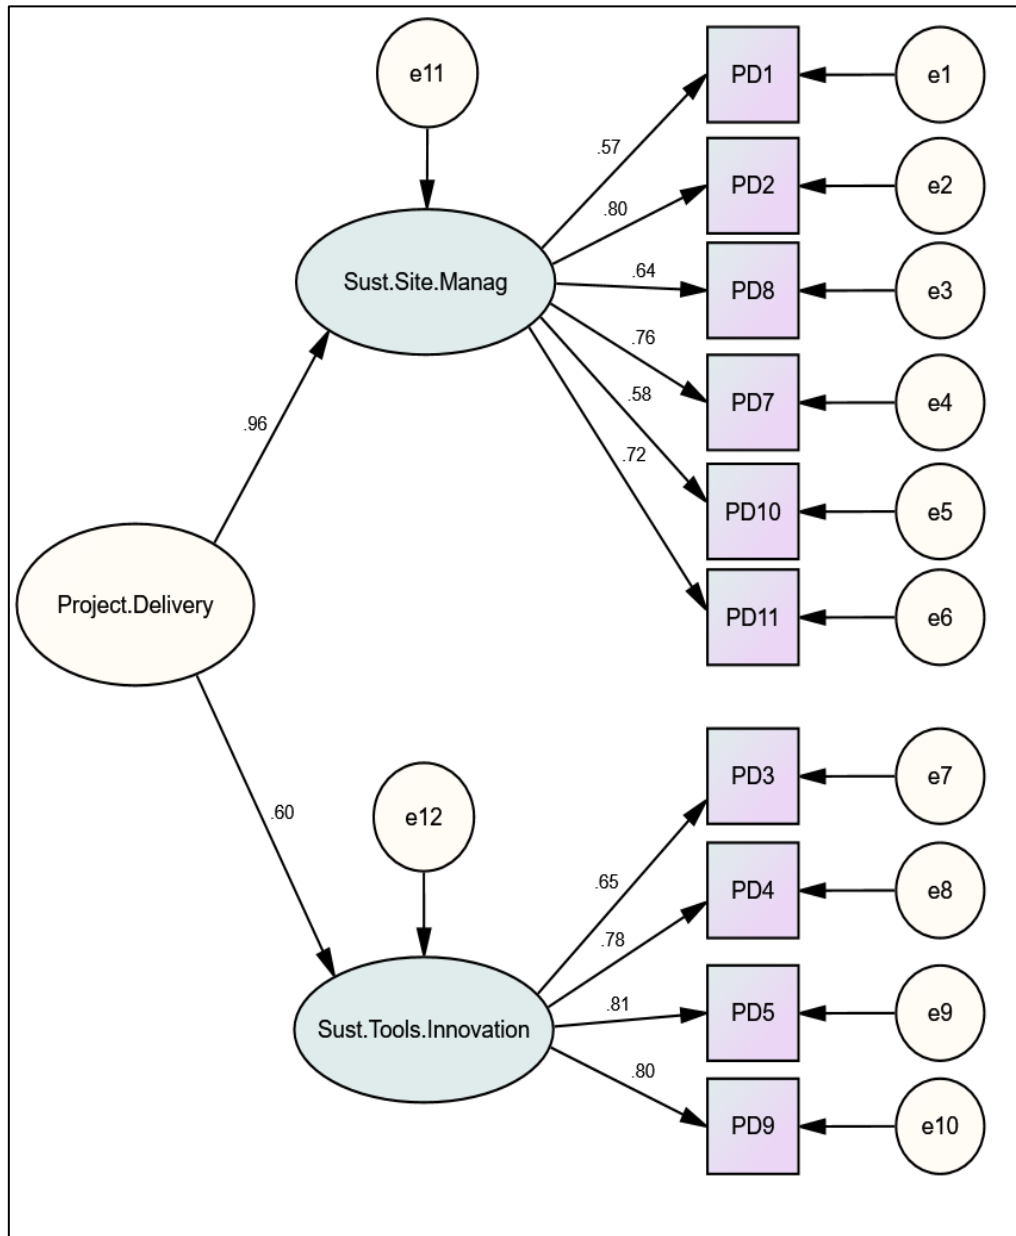 e11
PD1
e1
.57
PD2
e2
.80
Sust.Site.Manag
.64
PD8
e3
.76
PD7
e4
.58
.96
.72
PD10
e5
Project.Delivery
PD11
e6
PD3
e7
.60
e12
.65
PD4
e8
.78
.81
PD5
e9
Sust.Tools.Innovation
.80
PD9
e10